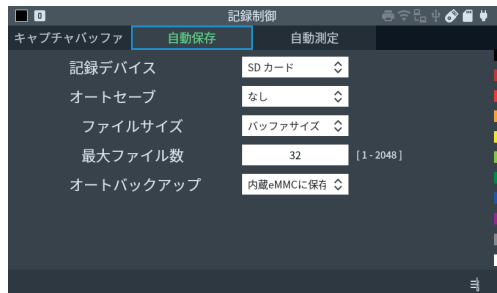 0 記録制御
キャプチャバッファ 自動保存 自動測定
記録デバイス SD カード
オートセーブ なし
ファイルサイズ バッファサイズ
最大ファイル数 32 [ 1 - 2048 ]
オートバックアップ 内蔵eMMCに保存